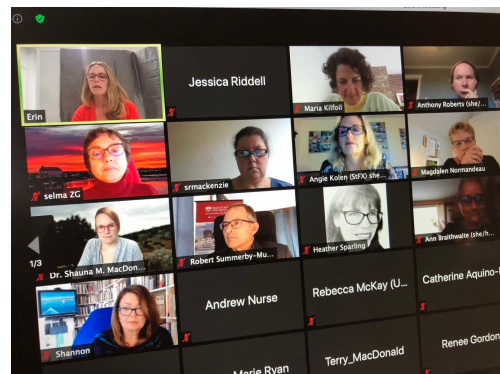 Erin
Jessica Riddell
Maria Kilfoil
Anthony Roberts (she/...
selma ZG
srmackenzie
Angie Kolen (StFX) she...
Magdalen Normandeau
1/3
Dr. Shauna M. MacDon...
Robert Summerby-Mu...
Heather Sparling
Ann Braithwaite (she/h...
Shannon
Andrew Nurse
Rebecca McKay (U...
Catherine Aquino-
Marie Ryan
Terry_MacDonald
Renee Gordon